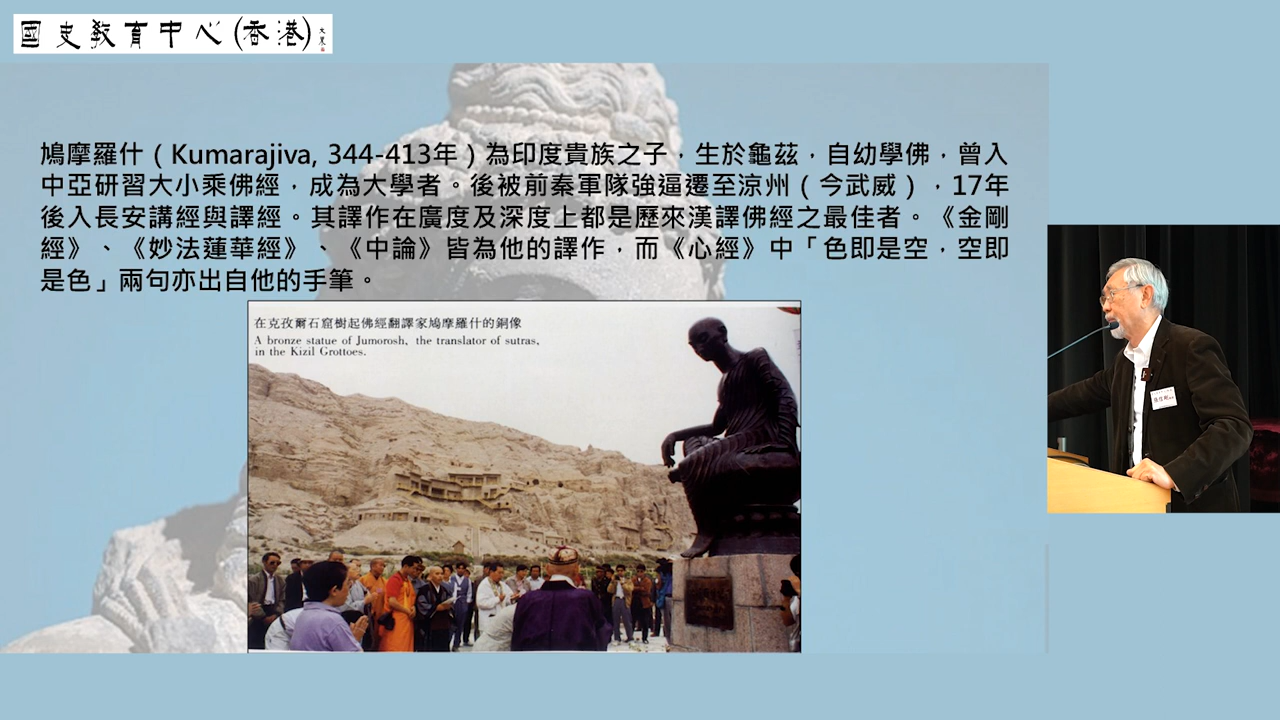 國史教育中心(香港)
鳩摩羅什（Kumarajiva, 344-413年）為印度貴族之子，生於龜茲，自幼學佛，曾入
中亞研習大小乘佛經，成為大學者。後被前秦軍隊強逼遷至涼州（今武威），17年
後入長安講經與譯經。其譯作在廣度及深度上都是歷來漢譯佛經之最佳者。《金剛
經》、《妙法蓮華經》、《中論》皆為他的譯作，而《心經》中「色即是空，空即
是色」兩句亦出自他的手筆。
在克孜爾石窟樹起佛經翻譯家鳩摩羅什的銅像
A bronze statue of Jumorosh, the translator of sutras,
in the Kizil Grottoes.